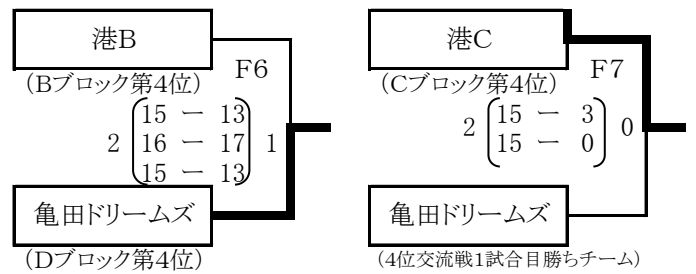 港B
(Bブロック第4位)
F6
2
15 ー 13
16 ー 17
15 ー 13
1
亀田ドリームズ
(Dブロック第4位)
港C
(Cブロック第4位)
F7
2
15 ー 3
15 ー 0
0
亀田ドリームズ
(4位交流戦1試合目勝ちチーム)